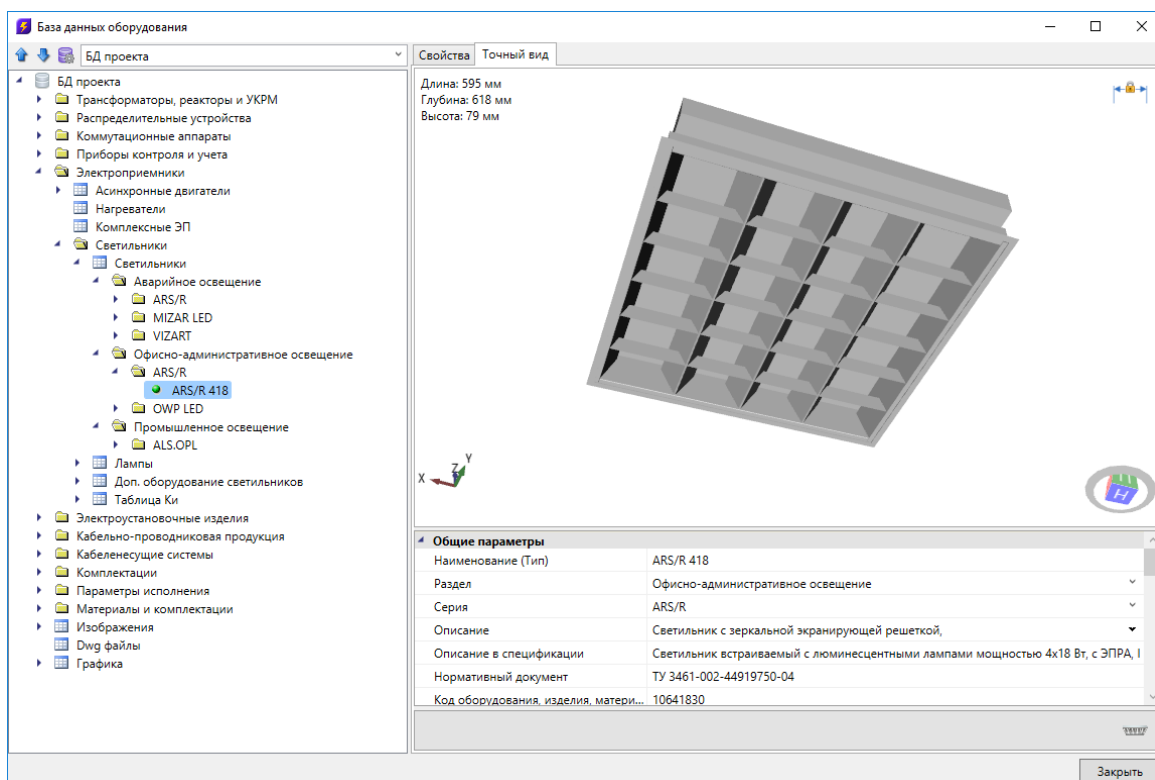 База данных оборудования
БД проекта
БД проекта
Трансформаторы, реакторы и УКРМ
Распределительные устройства
Коммутационные аппараты
Приборы контроля и учета
Электроприемники
Асинхронные двигатели
Нагреватели
Комплексные ЭП
Светильники
Светильники
Аварийное освещение
ARS/R
MIZAR LED
VIZART
Офисно-административное освещение
ARS/R
ARS/R 418
OWP LED
Промышленное освещение
ALS.OPL
Лампы
Доп. оборудование светильников
Таблица Ки
Электроустановочные изделия
Кабельно-проводниковая продукция
Кабеленесущие системы
Комплектации
Параметры исполнения
Материалы и комплектации
Изображения
Dwg файлы
Графика
Свойства Точный вид
Длина: 595 мм
Глубина: 618 мм
Высота: 79 мм
X Z Y
Н
Общие параметры
Наименование (Тип) ARS/R 418
Раздел Офисно-административное освещение
Серия ARS/R
Описание Светильник с зеркальной экранирующей решеткой,
Описание в спецификации Светильник встраиваемый с люминесцентными лампами мощностью 4x18 Вт, с ЭПРА,
Нормативный документ ТУ 3461-002-44919750-04
Код оборудования, изделия, матери... 10641830
Закрыть